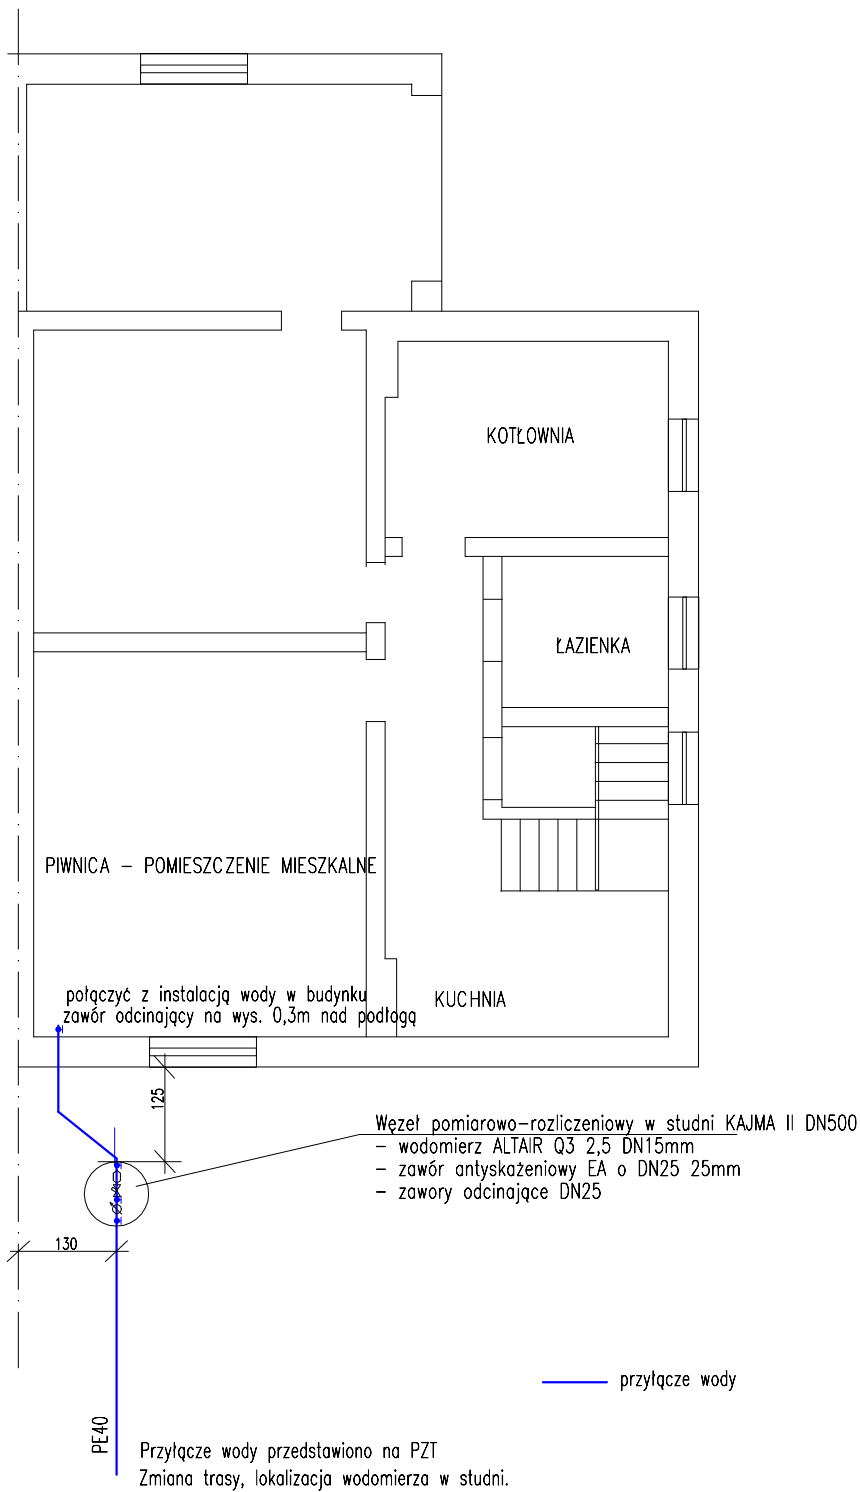 KOTŁOWNIA
ŁAZIENKA
PIWNICA – POMIESZCZENIE MIESZKALNE
połączyć z instalacją wody w budynku
zawór odcinający na wys. 0,3m nad podłogą
KUCHNIA
125
Węzeł pomiarowo-rozliczeniowy w studni KAJMA II DN500
- wodomierz ALTAIR Q3 2,5 DN15mm
- zawór antyskażeniowy EA o DN25 25mm
- zawory odcinające DN25
130
przyłącze wody
PE40
Przyłącze wody przedstawiono na PZT
Zmiana trasy, lokalizacja wodomierza w studni.